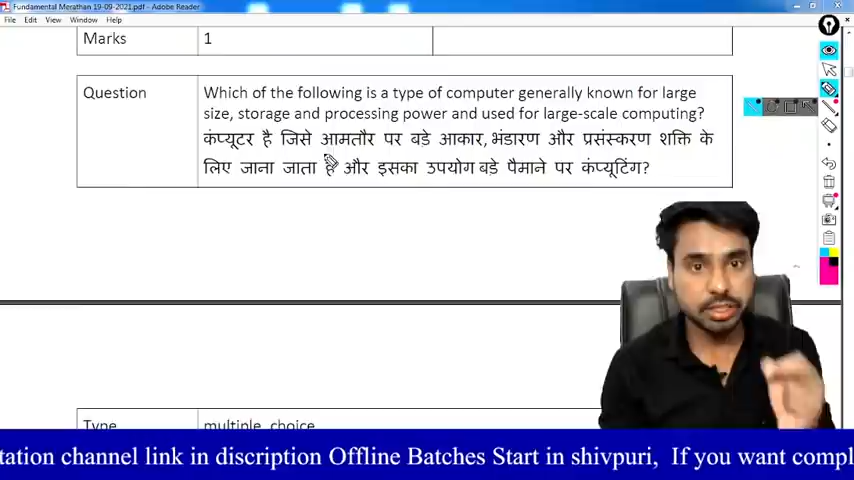 Fundamental Merathan 19-09-2021.pdf - Adobe Reader
File Edit View Window Help
Marks 1
Question Which of the following is a type of computer generally known for large
size, storage and processing power and used for large-scale computing?
कंप्यूटर है जिसे आमतौर पर बड़े आकार, भंडारण और प्रसंस्करण शक्ति के
लिए जाना जाता है और इसका उपयोग बडे पैमाने पर कंप्यूटिंग?
Type multiple_choice
tation channel link in discription Offline Batches Start in shivpuri, If you want compl